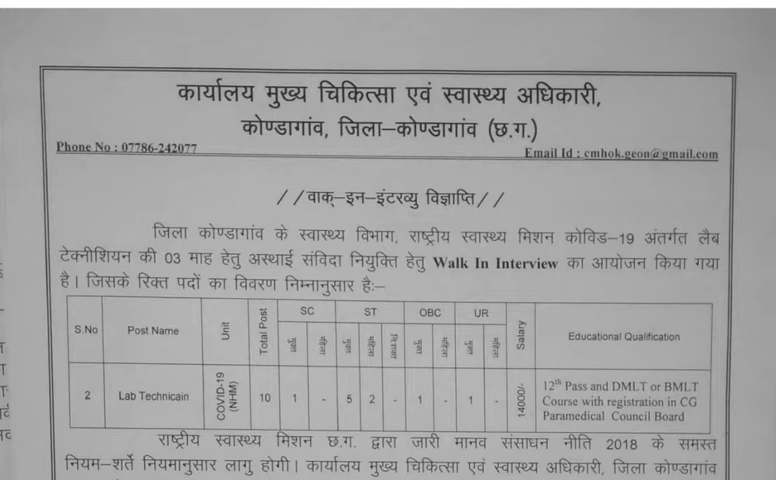 कार्यालय मुख्य चिकित्सा एवं स्वास्थ्य अधिकारी,
कोण्डागांव, जिला–कोण्डागांव (छ.ग.)
Phone No : 07786-242077 Email Id : cmhok.geon@gmail.com
//वाक्–इन–इंटरव्यु विज्ञाप्ति//
जिला कोण्डागांव के स्वास्थ्य विभाग, राष्ट्रीय स्वास्थ्य मिशन कोविड–19 अंतर्गत लैब
टेक्नीशियन की 03 माह हेतु अस्थाई संविदा नियुक्ति हेतु Walk In Interview का आयोजन किया गया
है। जिसके रिक्त पदों का विवरण निम्नानुसार है:–
S.No Post Name Unit Total Post SC ST OBC UR Salary Educational Qualification
मुक्त महिला मुक्त महिला मुक्त महिला मुक्त महिला
2 Lab Technicain COVID-19 (NHM) 10 1 - 5 2 - 1 - 1 - 14000/- 12th Pass and DMLT or BMLT
Course with registration in CG
Paramedical Council Board
राष्ट्रीय स्वास्थ्य मिशन छ.ग. द्वारा जारी मानव संसाधन नीति 2018 के समस्त
नियम–शर्ते नियमानुसार लागु होगी। कार्यालय मुख्य चिकित्सा एवं स्वास्थ्य अधिकारी, जिला कोण्डागांव